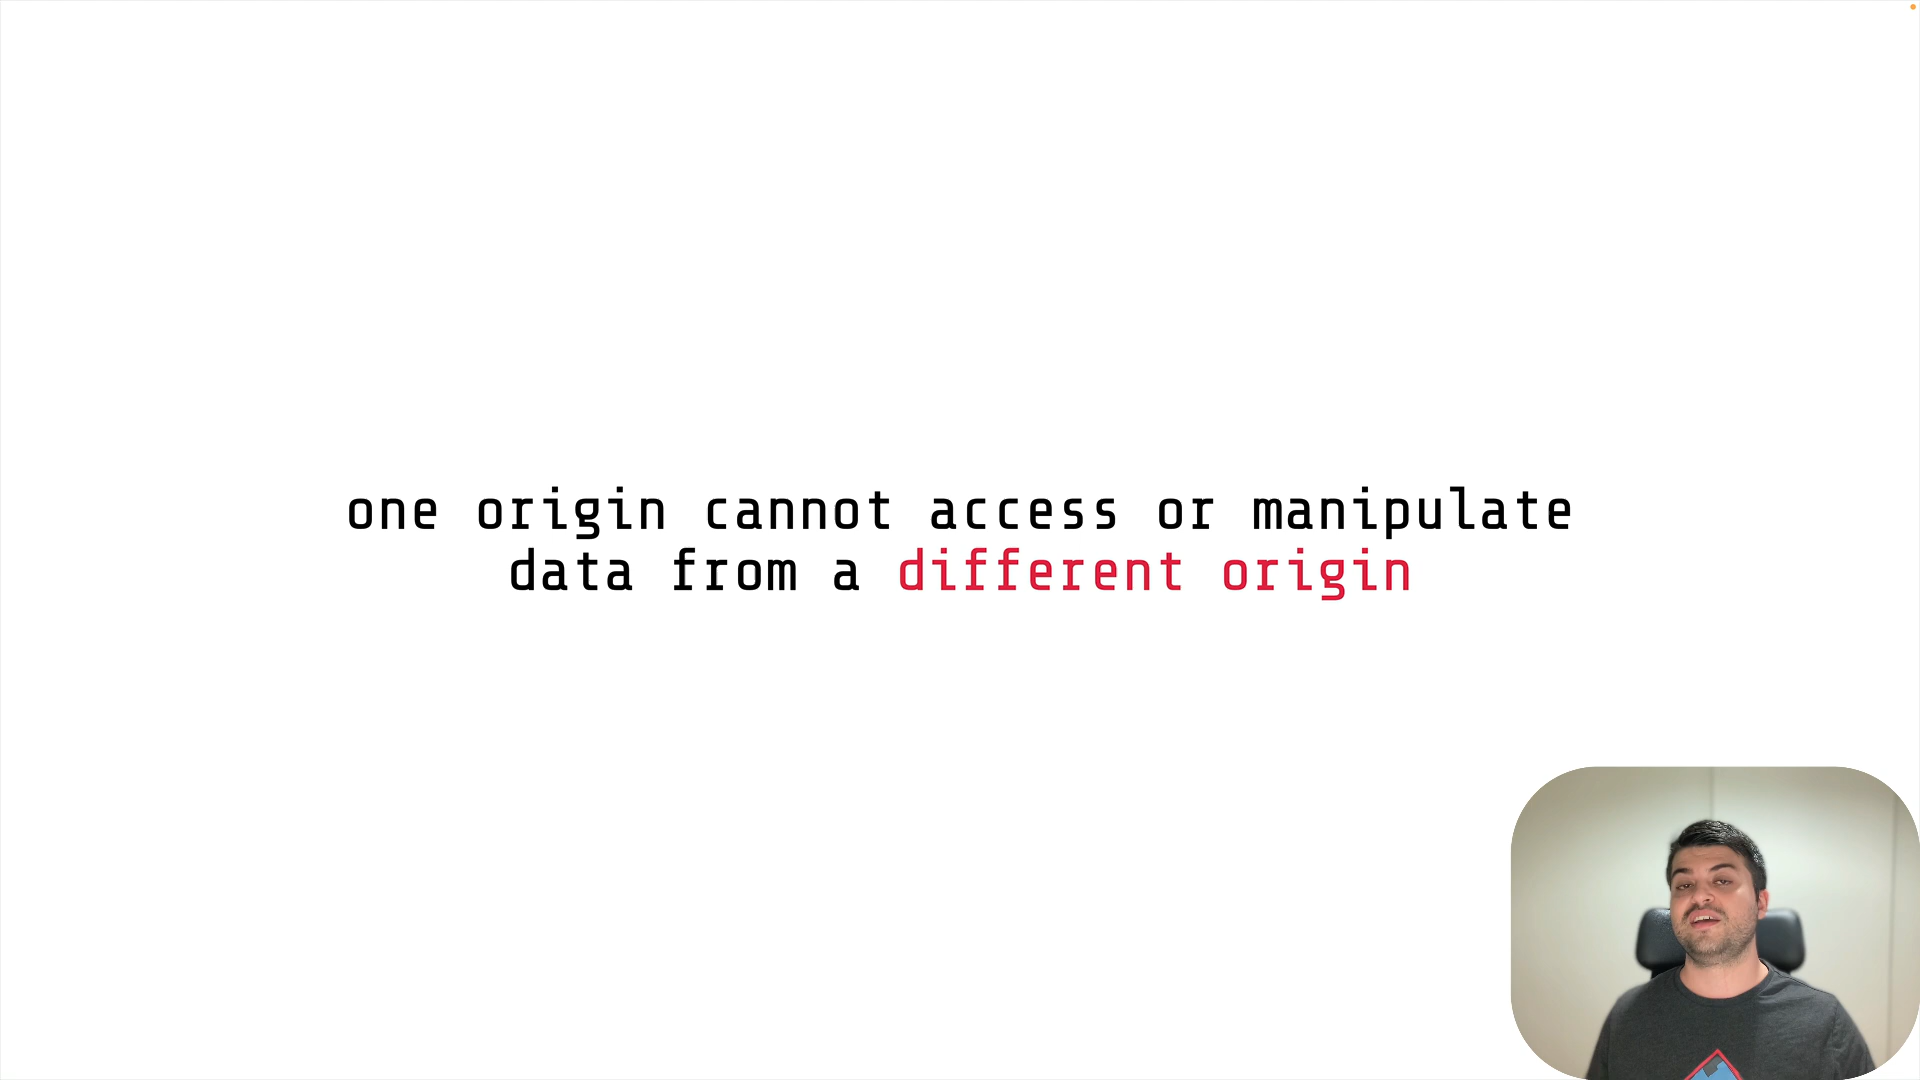 one origin cannot access or manipulate
data from a different origin